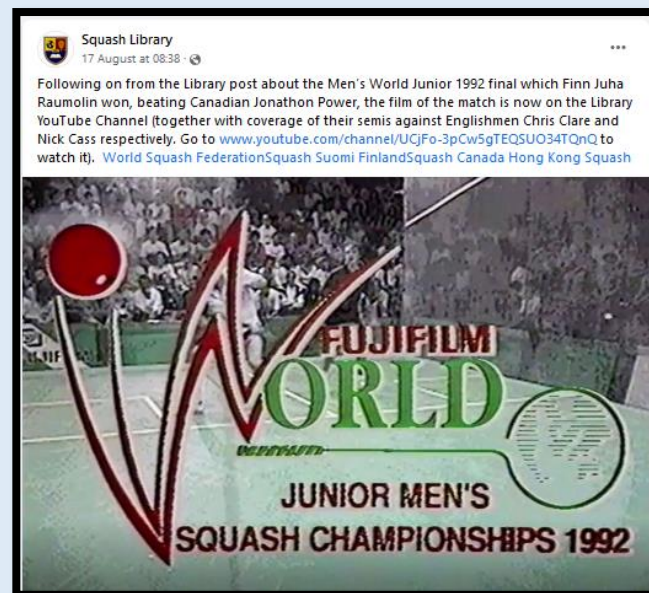 Squash Library
17 August at 08:38
Following on from the Library post about the Men's World Junior 1992 final which Finn Juha
Raumolin won, beating Canadian Jonathon Power, the film of the match is now on the Library
YouTube Channel (together with coverage of their semis against Englishmen Chris Clare and
Nick Cass respectively. Go to www.youtube.com/channel/UCjFo-3pCw5gTEQSUO34TQnQ to
watch it). World Squash FederationSquash Suomi FinlandSquash Canada Hong Kong Squash
FUJIFILM
WORLD
JUNIOR MEN'S
SQUASH CHAMPIONSHIPS 1992